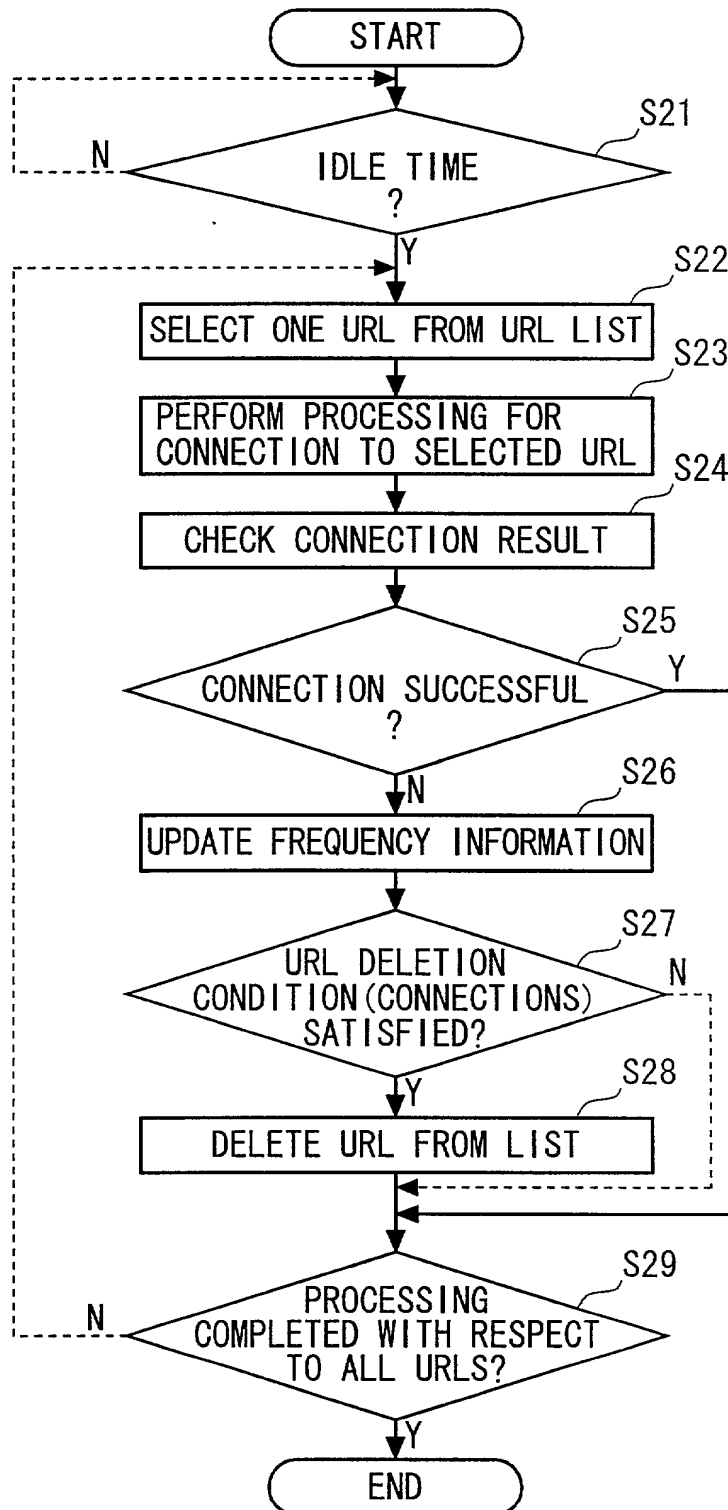 START
S21
N
IDLE TIME
?
Y
S22
SELECT ONE URL FROM URL LIST
S23
PERFORM PROCESSING FOR
CONNECTION TO SELECTED URL
S24
CHECK CONNECTION RESULT
S25
Y
CONNECTION SUCCESSFUL
?
N
S26
UPDATE FREQUENCY INFORMATION
S27
N
URL DELETION
CONDITION(CONNECTIONS)
SATISFIED?
Y
S28
DELETE URL FROM LIST
S29
N
PROCESSING
COMPLETED WITH RESPECT
TO ALL URLS?
Y
END